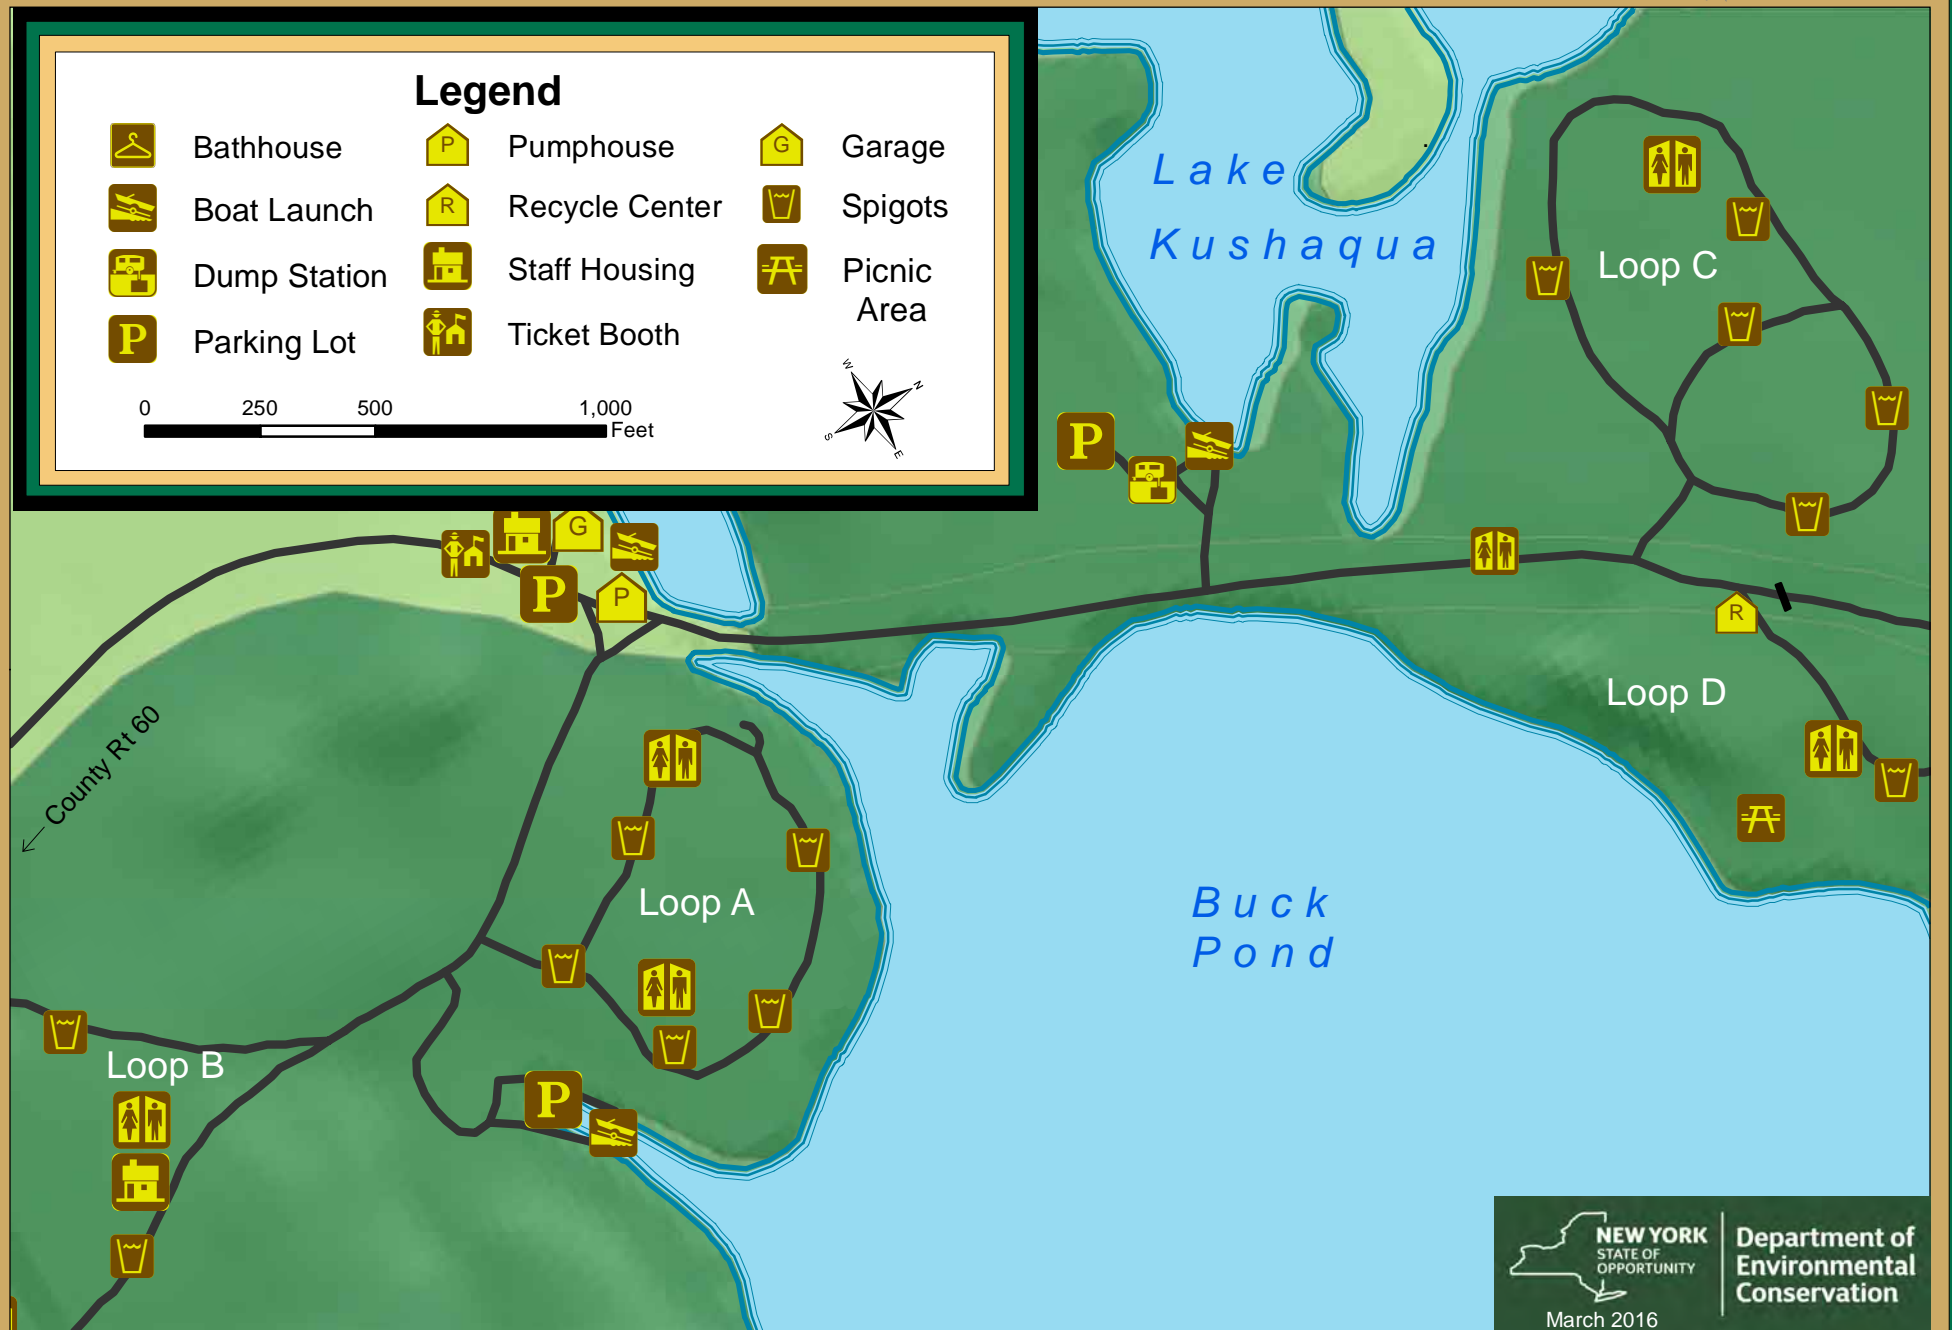 Legend
Bathhouse
P
Pumphouse
G
Garage
Boat Launch
R
Recycle Center
Spigots
Dump Station
Staff Housing
Picnic
Area
P
Parking Lot
Ticket Booth
0 250 500 1,000
Feet
W
N
S
E
Lake
Kushaqua
Loop C
P
G
P
P
R
Loop D
County Rt 60
Loop A
Buck
Pond
Loop B
P
NEW YORK
STATE OF
OPPORTUNITY
Department of
Environmental
Conservation
March 2016